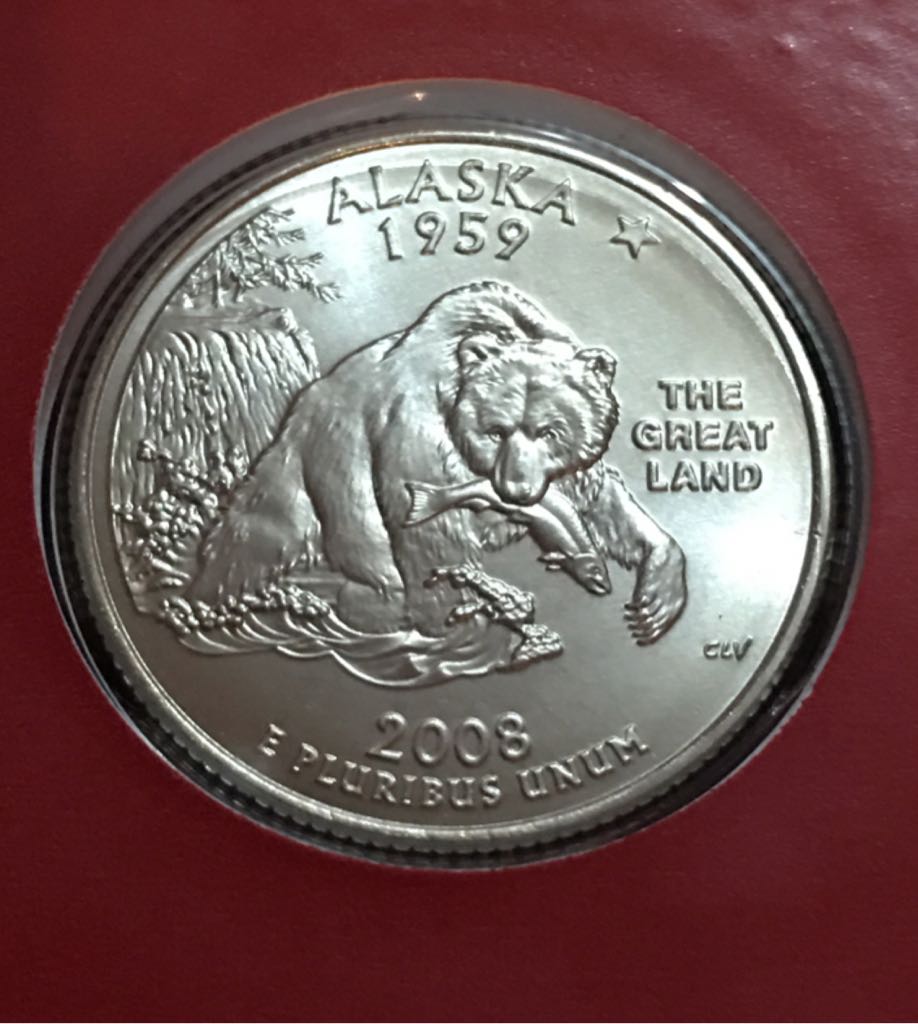 ALASKA
1959
THE
GREAT
LAND
CLV
2008
E PLURIBUS UNUM